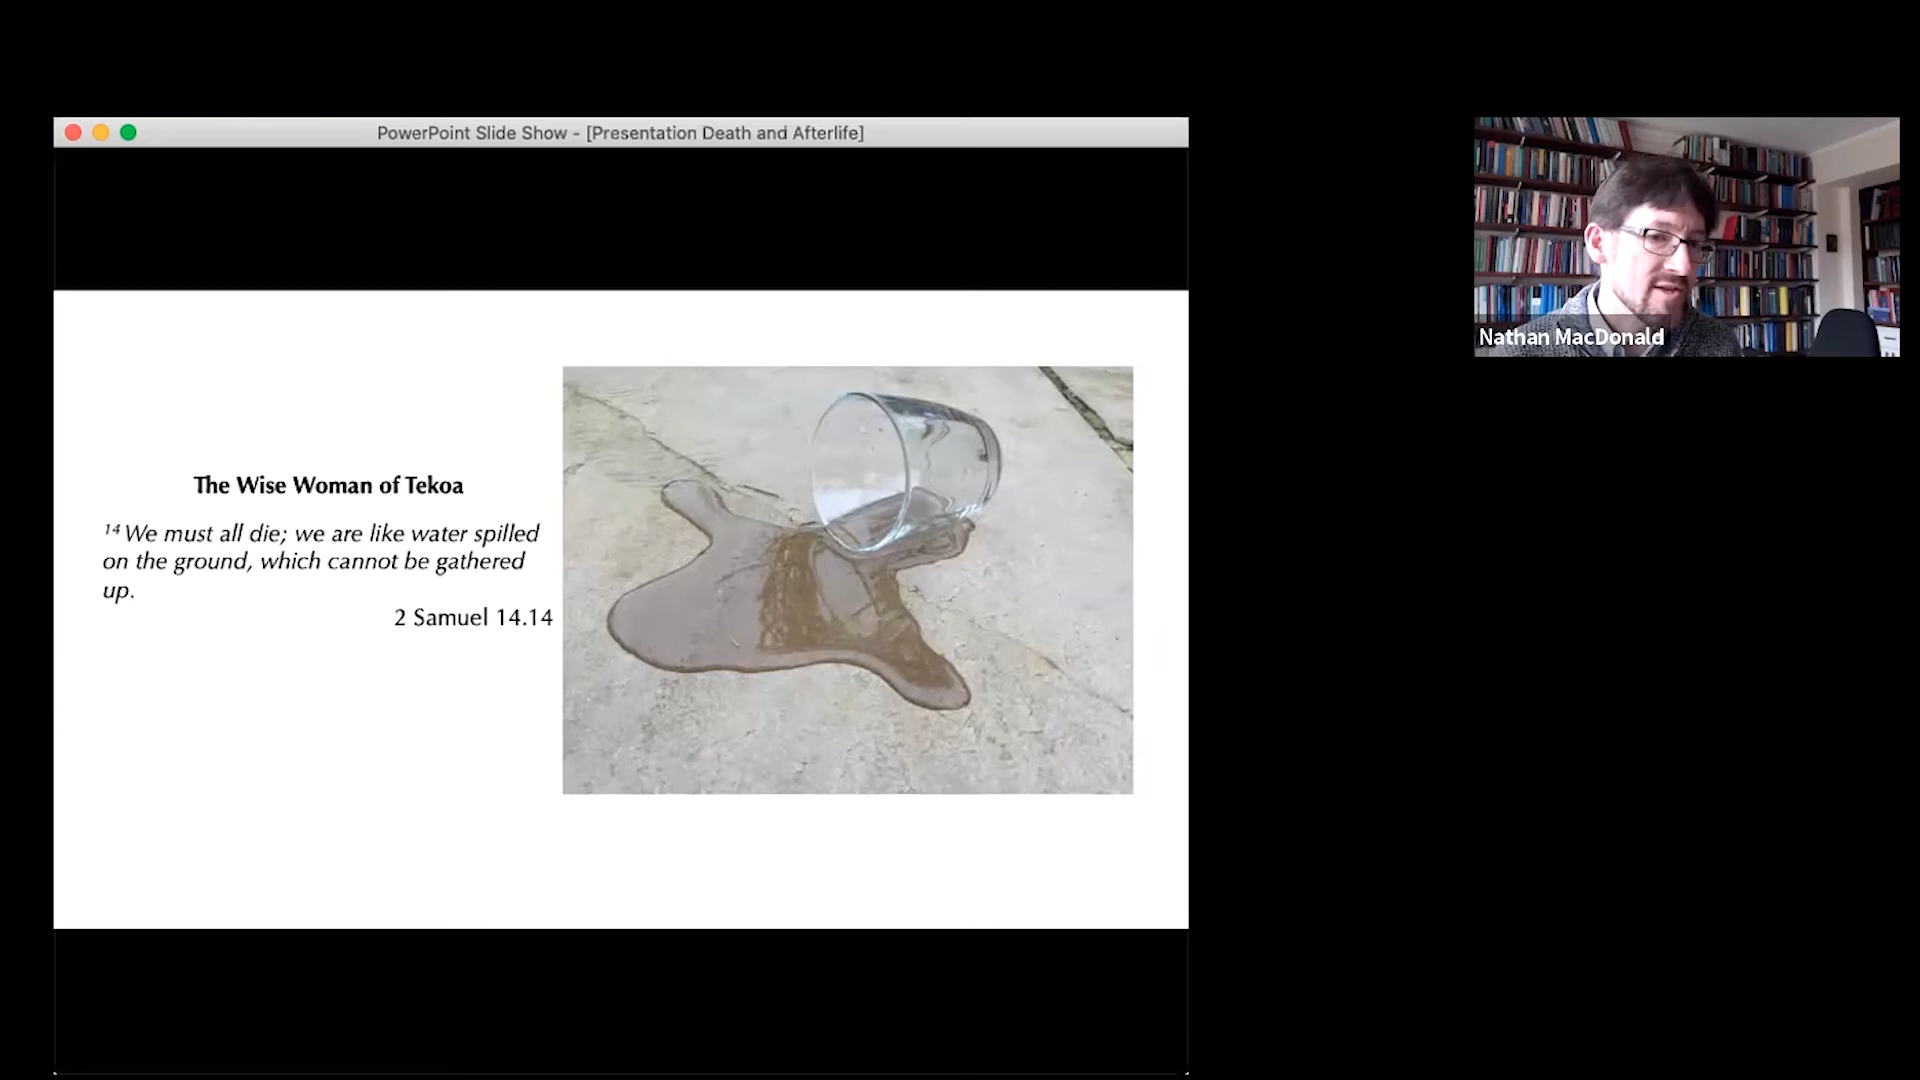 PowerPoint Slide Show - [Presentation Death and Afterlife]
The Wise Woman of Tekoa
14 We must all die; we are like water spilled
on the ground, which cannot be gathered
up.
2 Samuel 14.14
Nathan MacDonald